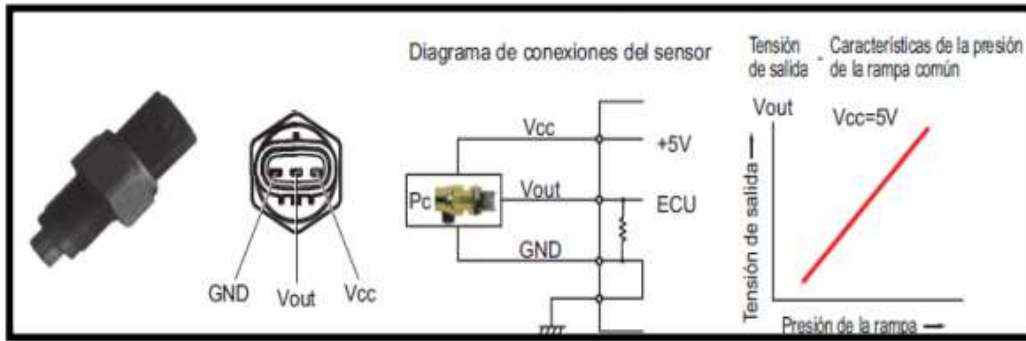 Diagrama de conexiones del sensor
GND
Vout
Vcc
Vcc
+5V
Pc
Vout
ECU
GND
Tensión de salida - Características de la presión de la rampa común
Vout
Vcc=5V
Tensión de salida
Presión de la rampa